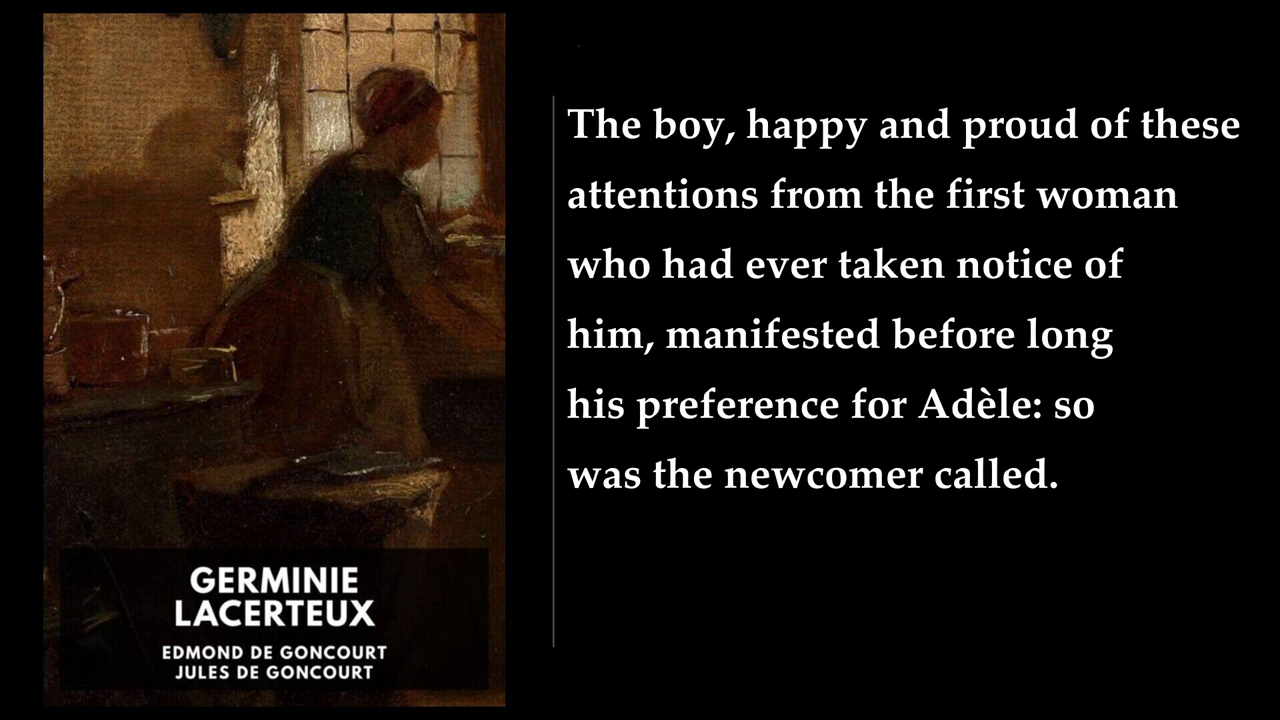 The boy, happy and proud of these
attentions from the first woman
who had ever taken notice of
him, manifested before long
his preference for Adèle: so
was the newcomer called.
GERMINIE
LACERTEUX
EDMOND DE GONCOURT
JULES DE GONCOURT